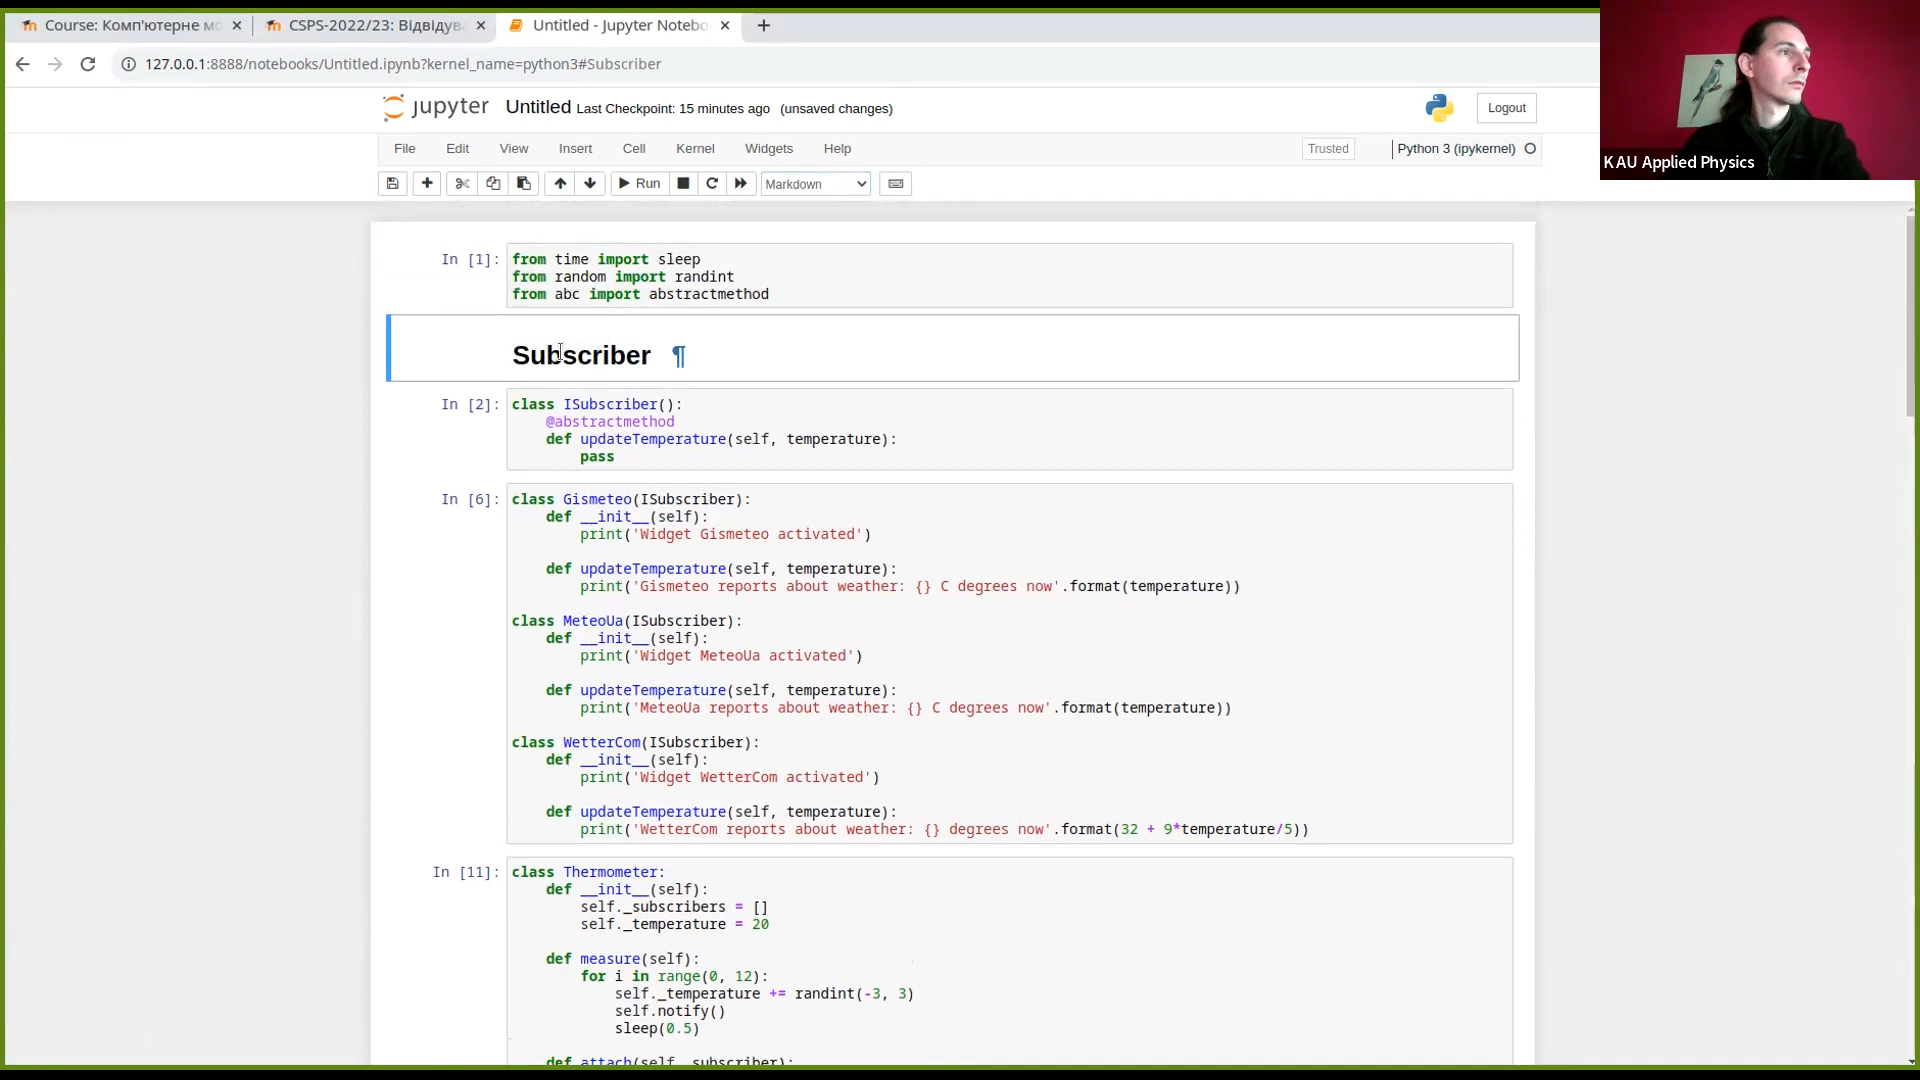 Course: Комп'ютерне мо
CSPS-2022/23: Відвідува
Untitled - Jupyter Notebo
127.0.0.1:8888/notebooks/Untitled.ipynb?kernel_name=python3#Subscriber
jupyter Untitled Last Checkpoint: 15 minutes ago (unsaved changes)
Logout
File Edit View Insert Cell Kernel Widgets Help
Trusted
Python 3 (ipykernel)
Run
Markdown
K AU Applied Physics
In [1]:
from time import sleep
from random import randint
from abc import abstractmethod
Subscriber ¶
In [2]:
class ISubscriber():
    @abstractmethod
    def updateTemperature(self, temperature):
        pass
In [6]:
class Gismeteo(ISubscriber):
    def __init__(self):
        print('Widget Gismeteo activated')
    def updateTemperature(self, temperature):
        print('Gismeteo reports about weather: {} C degrees now'.format(temperature))
class MeteoUa(ISubscriber):
    def __init__(self):
        print('Widget MeteoUa activated')
    def updateTemperature(self, temperature):
        print('MeteoUa reports about weather: {} C degrees now'.format(temperature))
class WetterCom(ISubscriber):
    def __init__(self):
        print('Widget WetterCom activated')
    def updateTemperature(self, temperature):
        print('WetterCom reports about weather: {} degrees now'.format(32 + 9*temperature/5))
In [11]:
class Thermometer:
    def __init__(self):
        self._subscribers = []
        self._temperature = 20
    def measure(self):
        for i in range(0, 12):
            self._temperature += randint(-3, 3)
            self.notify()
            sleep(0.5)
    def attach(self, subscriber):